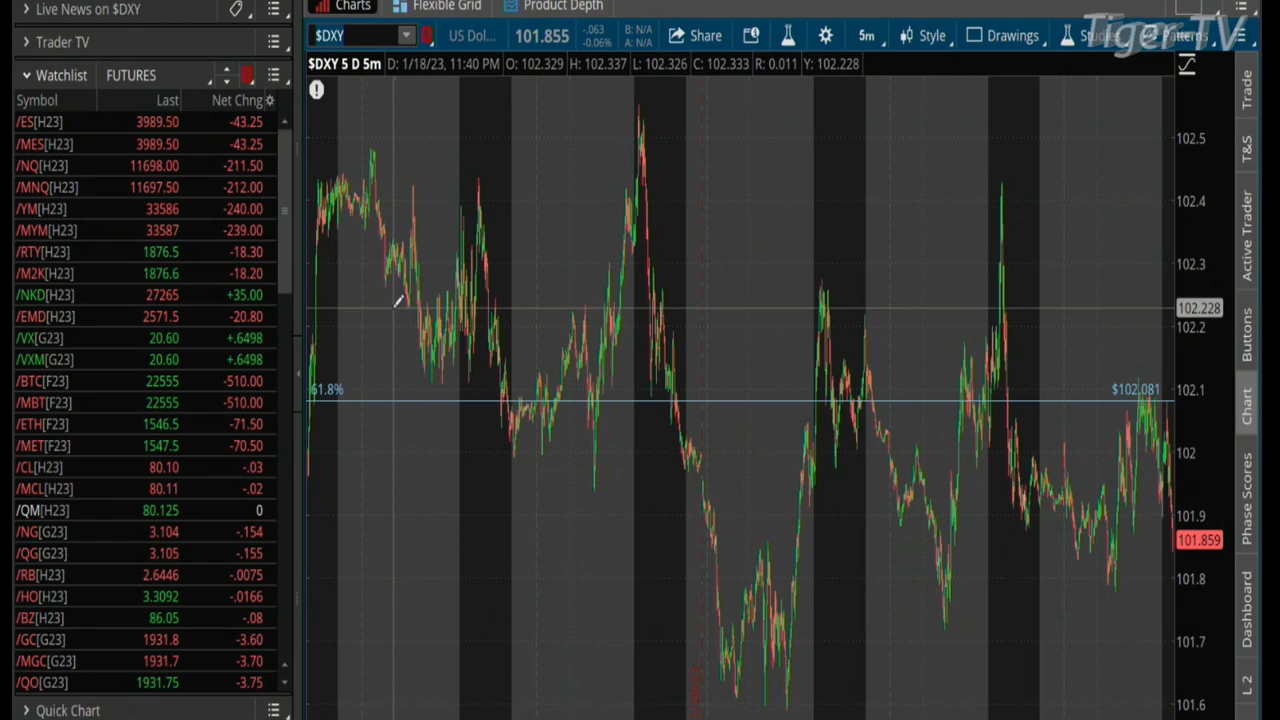 Live News on $DXY
Trader TV
Watchlist FUTURES
Symbol Last Net Chng
/ES[H23] 3989.50 -43.25
/MES[H23] 3989.50 -43.25
/NQ[H23] 11698.00 -211.50
/MNQ[H23] 11697.50 -212.00
/YM[H23] 33586 -240.00
/MYM[H23] 33587 -239.00
/RTY[H23] 1876.5 -18.30
/M2K[H23] 1876.6 -18.20
/NKD[H23] 27265 +35.00
/EMD[H23] 2571.5 -20.80
/VX[G23] 20.60 +.6498
/VXM[G23] 20.60 +.6498
/BTC[F23] 22555 -510.00
/MBT[F23] 22555 -510.00
/ETH[F23] 1546.5 -71.50
/MET[F23] 1547.5 -70.50
/CL[H23] 80.10 -.03
/MCL[H23] 80.11 -.02
/QM[H23] 80.125 0
/NG[G23] 3.104 -.154
/QG[G23] 3.105 -.155
/RB[H23] 2.6446 -.0075
/HO[H23] 3.3092 -.0166
/BZ[H23] 86.05 -.08
/GC[G23] 1931.8 -3.60
/MGC[G23] 1931.7 -3.70
/QO[G23] 1931.75 -3.75
Quick Chart
Charts Flexible Grid Product Depth
Tiger TV
$DXY US Dol... 101.855 -.063 -0.06% B: N/A A: N/A Share 5m Style Drawings Studies Patterns
$DXY 5 D 5m D: 1/18/23, 11:40 PM O: 102.329 H: 102.337 L: 102.326 C: 102.333 R: 0.011 Y: 102.228
102.5
102.4
102.3
102.228
102.2
61.8% $102.081 102.1
102
101.9
101.859
101.8
101.7
101.6
Trade
T&S
Active Trader
Buttons
Chart
Phase Scores
Dashboard
L 2